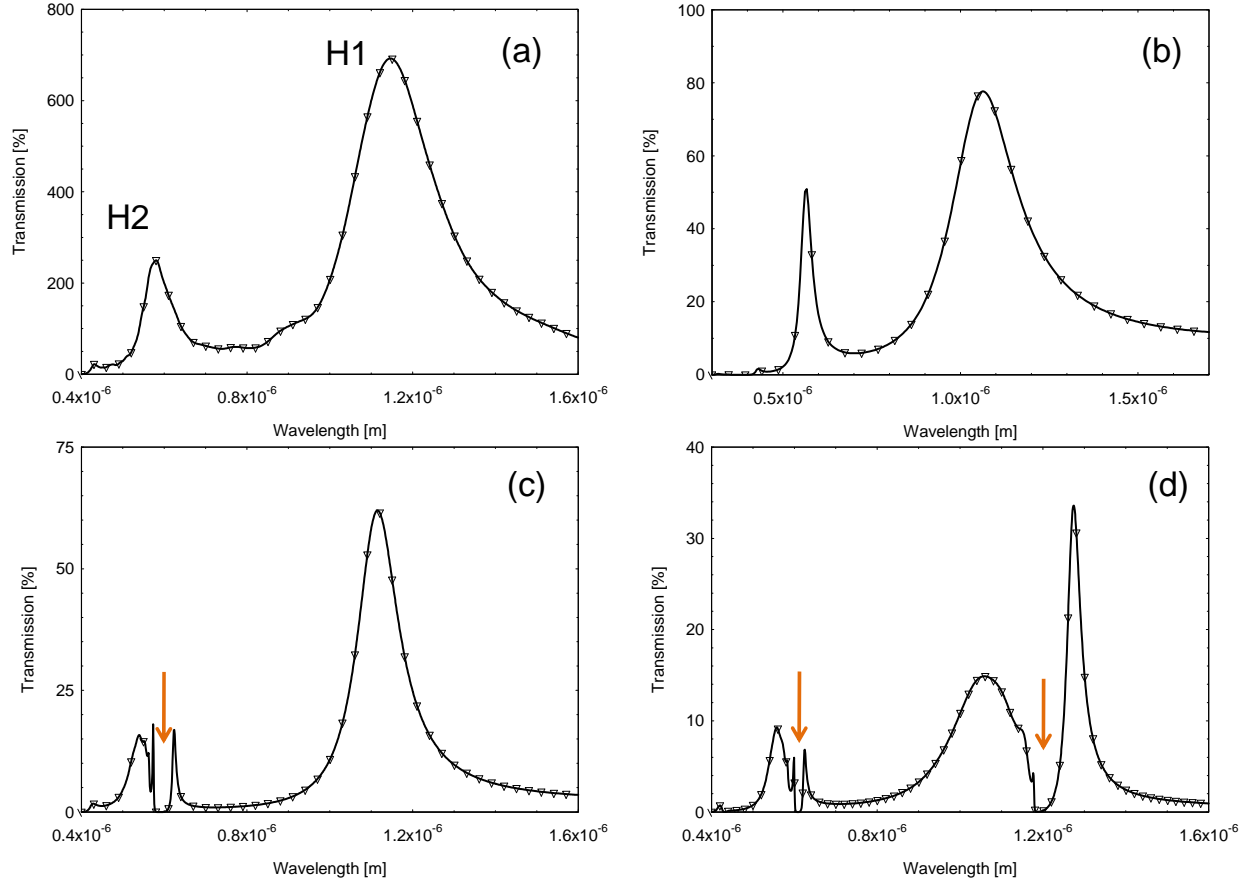 800
600
400
200
0
Transmission [%]
H1
H2
(a)
0.4x10⁻⁶ 0.8x10⁻⁶ 1.2x10⁻⁶ 1.6x10⁻⁶
Wavelength [m]
100
80
60
40
20
0
Transmission [%]
(b)
0.5x10⁻⁶ 1.0x10⁻⁶ 1.5x10⁻⁶
Wavelength [m]
75
50
25
0
Transmission [%]
(c)
0.4x10⁻⁶ 0.8x10⁻⁶ 1.2x10⁻⁶ 1.6x10⁻⁶
Wavelength [m]
40
30
20
10
0
Transmission [%]
(d)
0.4x10⁻⁶ 0.8x10⁻⁶ 1.2x10⁻⁶ 1.6x10⁻⁶
Wavelength [m]